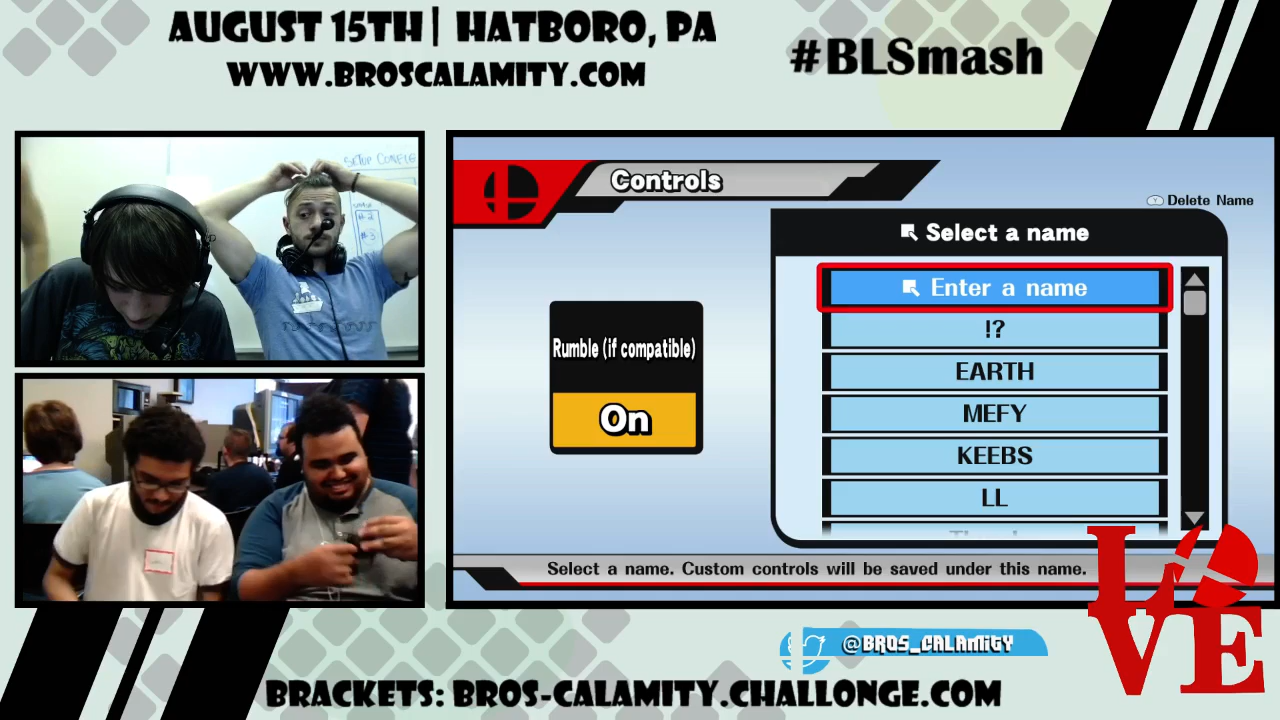 AUGUST 15TH | HATBORO, PA
WWW.BROSCALAMITY.COM
#BLSmash
SETUP CONFIG
Controls
Delete Name
Select a name
Enter a name
!?
EARTH
MEFY
KEEBS
LL
Rumble (if compatible)
On
Select a name. Custom controls will be saved under this name.
LOVE
@BROS_CALAMITY
BRACKETS: BROS-CALAMITY.CHALLONGE.COM